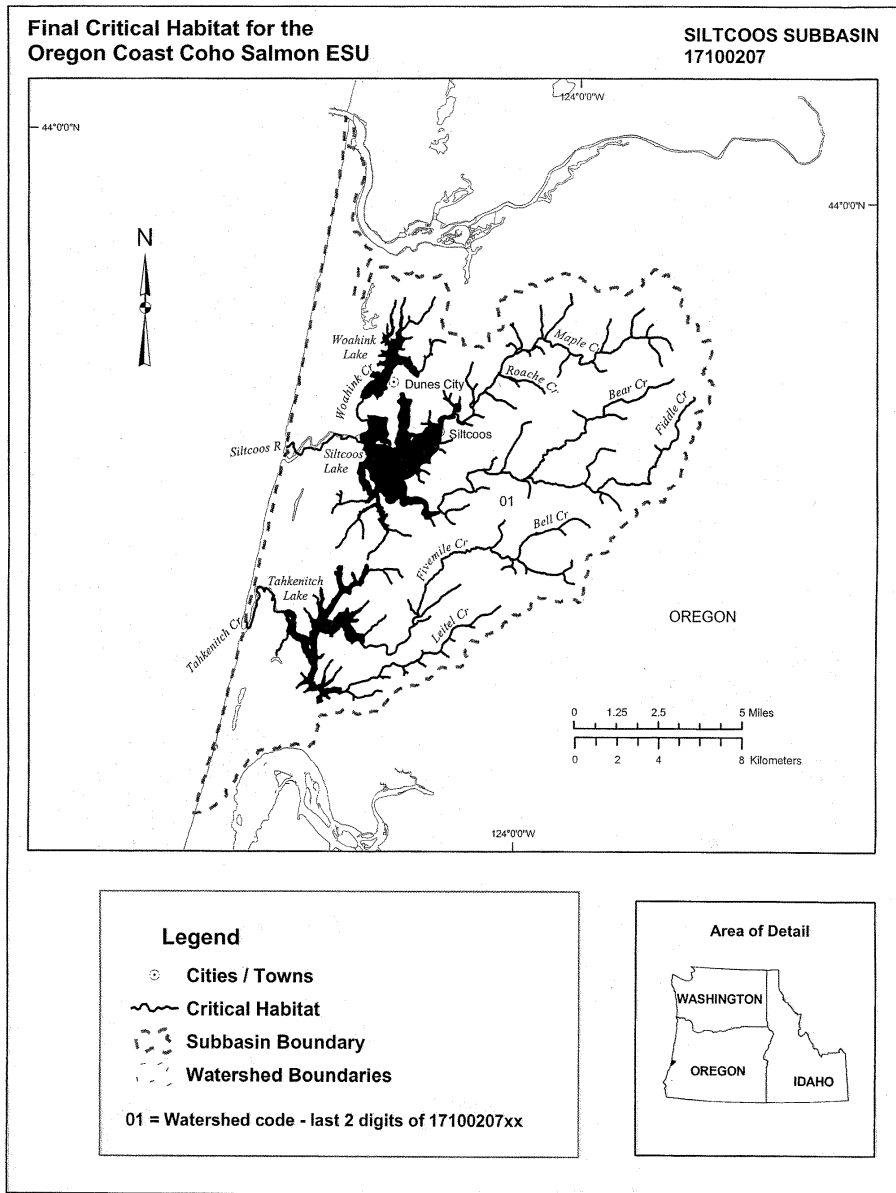 Final Critical Habitat for the
Oregon Coast Coho Salmon ESU
SILTCOOS SUBBASIN
17100207
124°0'0"W
44°0'0"N
44°0'0"N
N
Woahink
Lake
Maple Cr
Roache Cr
Woahink Cr
Dunes City
Bear Cr
Fiddle Cr
Siltcoos R
Siltcoos
Siltcoos
Lake
01
Bell Cr
Fivemile Cr
Tahkenitch
Lake
Leitel Cr
OREGON
Tahkenitch Cr
0 1.25 2.5 5 Miles
0 2 4 8 Kilometers
124°0'0"W
Legend
Cities / Towns
Critical Habitat
Subbasin Boundary
Watershed Boundaries
01 = Watershed code - last 2 digits of 17100207xx
Area of Detail
WASHINGTON
OREGON
IDAHO